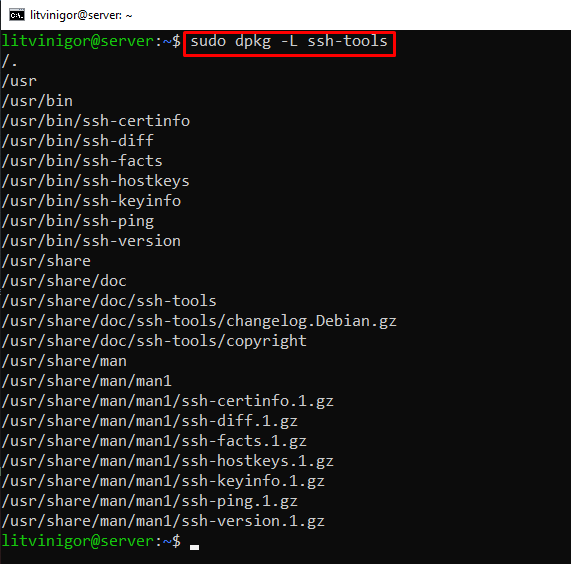 litvinigor@server: ~
litvinigor@server:~$ sudo dpkg -L ssh-tools
/.
/usr
/usr/bin
/usr/bin/ssh-certinfo
/usr/bin/ssh-diff
/usr/bin/ssh-facts
/usr/bin/ssh-hostkeys
/usr/bin/ssh-keyinfo
/usr/bin/ssh-ping
/usr/bin/ssh-version
/usr/share
/usr/share/doc
/usr/share/doc/ssh-tools
/usr/share/doc/ssh-tools/changelog.Debian.gz
/usr/share/doc/ssh-tools/copyright
/usr/share/man
/usr/share/man/man1
/usr/share/man/man1/ssh-certinfo.1.gz
/usr/share/man/man1/ssh-diff.1.gz
/usr/share/man/man1/ssh-facts.1.gz
/usr/share/man/man1/ssh-hostkeys.1.gz
/usr/share/man/man1/ssh-keyinfo.1.gz
/usr/share/man/man1/ssh-ping.1.gz
/usr/share/man/man1/ssh-version.1.gz
litvinigor@server:~$